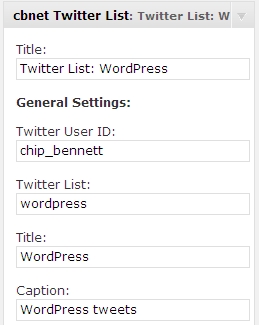 cbnet Twitter List: Twitter List: W
Title:
Twitter List: WordPress
General Settings:
Twitter User ID:
chip_bennett
Twitter List:
wordpress
Title:
WordPress
Caption:
WordPress tweets